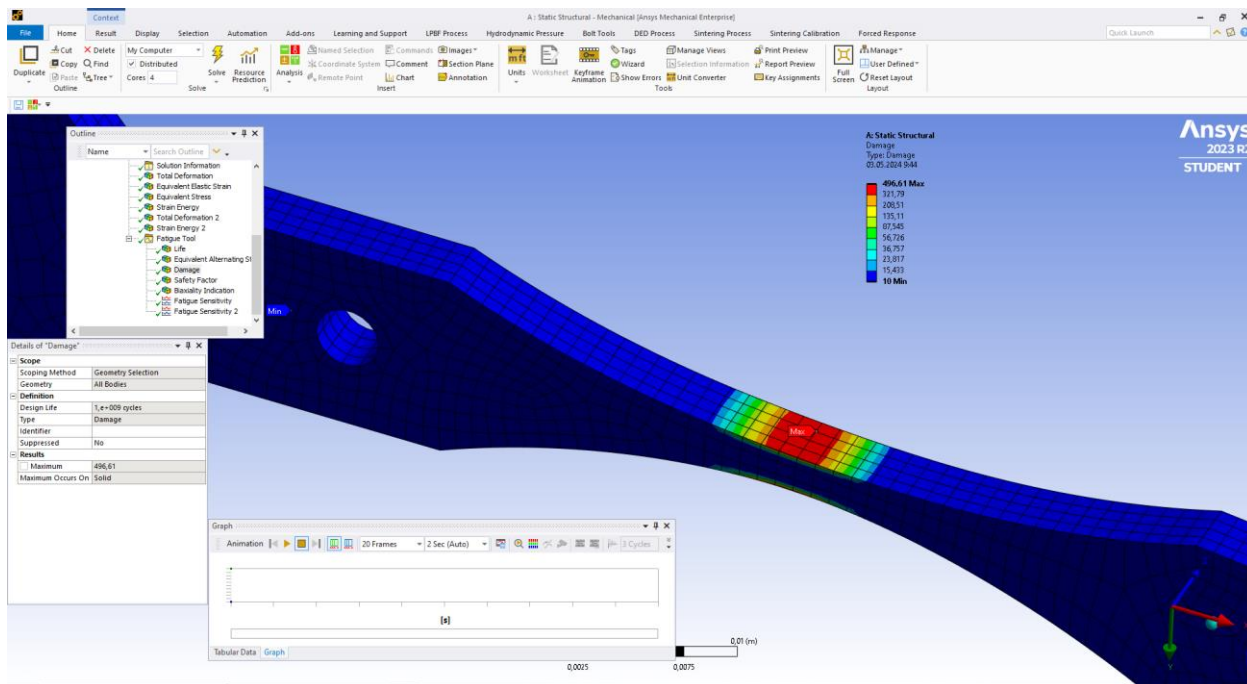 Context
A : Static Structural - Mechanical [Ansys Mechanical Enterprise]
File Home Result Display Selection Automation Add-ons Learning and Support LPBF Process Hydrodynamic Pressure Bolt Tools DED Process Sintering Process Sintering Calibration Forced Response Quick Launch
Duplicate
Cut Delete
Copy Find
Paste Tree
Outline
My Computer
Distributed
Cores 4
Solve
Resource Prediction
Solve
Analysis
Named Selection Commands Images
Coordinate System Comment Section Plane
Remote Point Chart Annotation
Insert
Units Worksheet Keyframe Animation
Tags Manage Views Print Preview
Wizard Selection Information Report Preview
Show Errors Unit Converter Key Assignments
Tools
Full Screen
Manage
User Defined
Reset Layout
Layout
Outline
Name Search Outline
Solution Information
Total Deformation
Equivalent Elastic Strain
Equivalent Stress
Strain Energy
Total Deformation 2
Strain Energy 2
Fatigue Tool
Life
Equivalent Alternating St
Damage
Safety Factor
Biaxiality Indication
Fatigue Sensitivity
Fatigue Sensitivity 2
Min
A: Static Structural
Damage
Type: Damage
03.05.2024 9:44
496,61 Max
321,79
208,51
135,11
87,545
56,726
36,757
23,817
15,433
10 Min
Ansys
2023 R2
STUDENT
Max
Details of "Damage"
Scope
Scoping Method Geometry Selection
Geometry All Bodies
Definition
Design Life 1,e+009 cycles
Type Damage
Identifier
Suppressed No
Results
Maximum 496,61
Maximum Occurs On Solid
Graph
Animation 20 Frames 2 Sec (Auto) 3 Cycles
[s]
Tabular Data Graph
0,01 (m)
0,0025 0,0075
Y